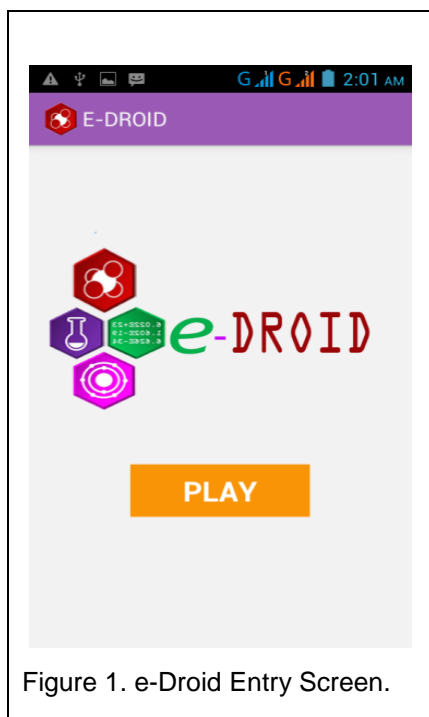 G G 2:01 AM
E-DROID
e-DROID
PLAY
Figure 1. e-Droid Entry Screen.